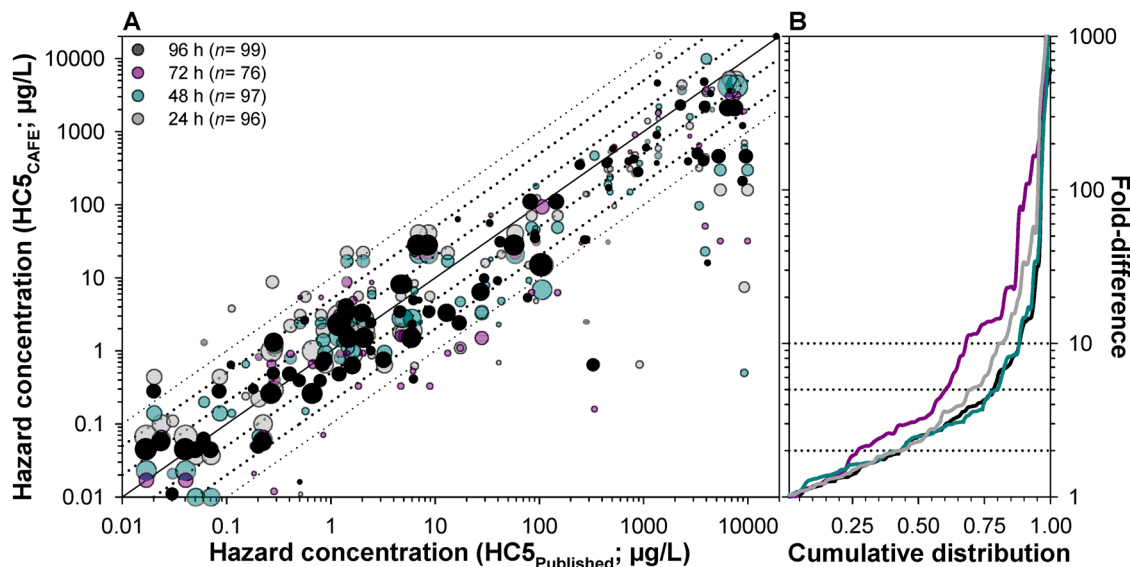 A
B
10000
1000
100
10
1
0.1
0.01
Hazard concentration (HC5CAFE; µg/L)
96 h (n= 99)
72 h (n= 76)
48 h (n= 97)
24 h (n= 96)
0.01 0.1 1 10 100 1000 10000
Hazard concentration (HC5Published; µg/L)
1000
100
10
1
Fold-difference
0.25 0.50 0.75 1.00
Cumulative distribution